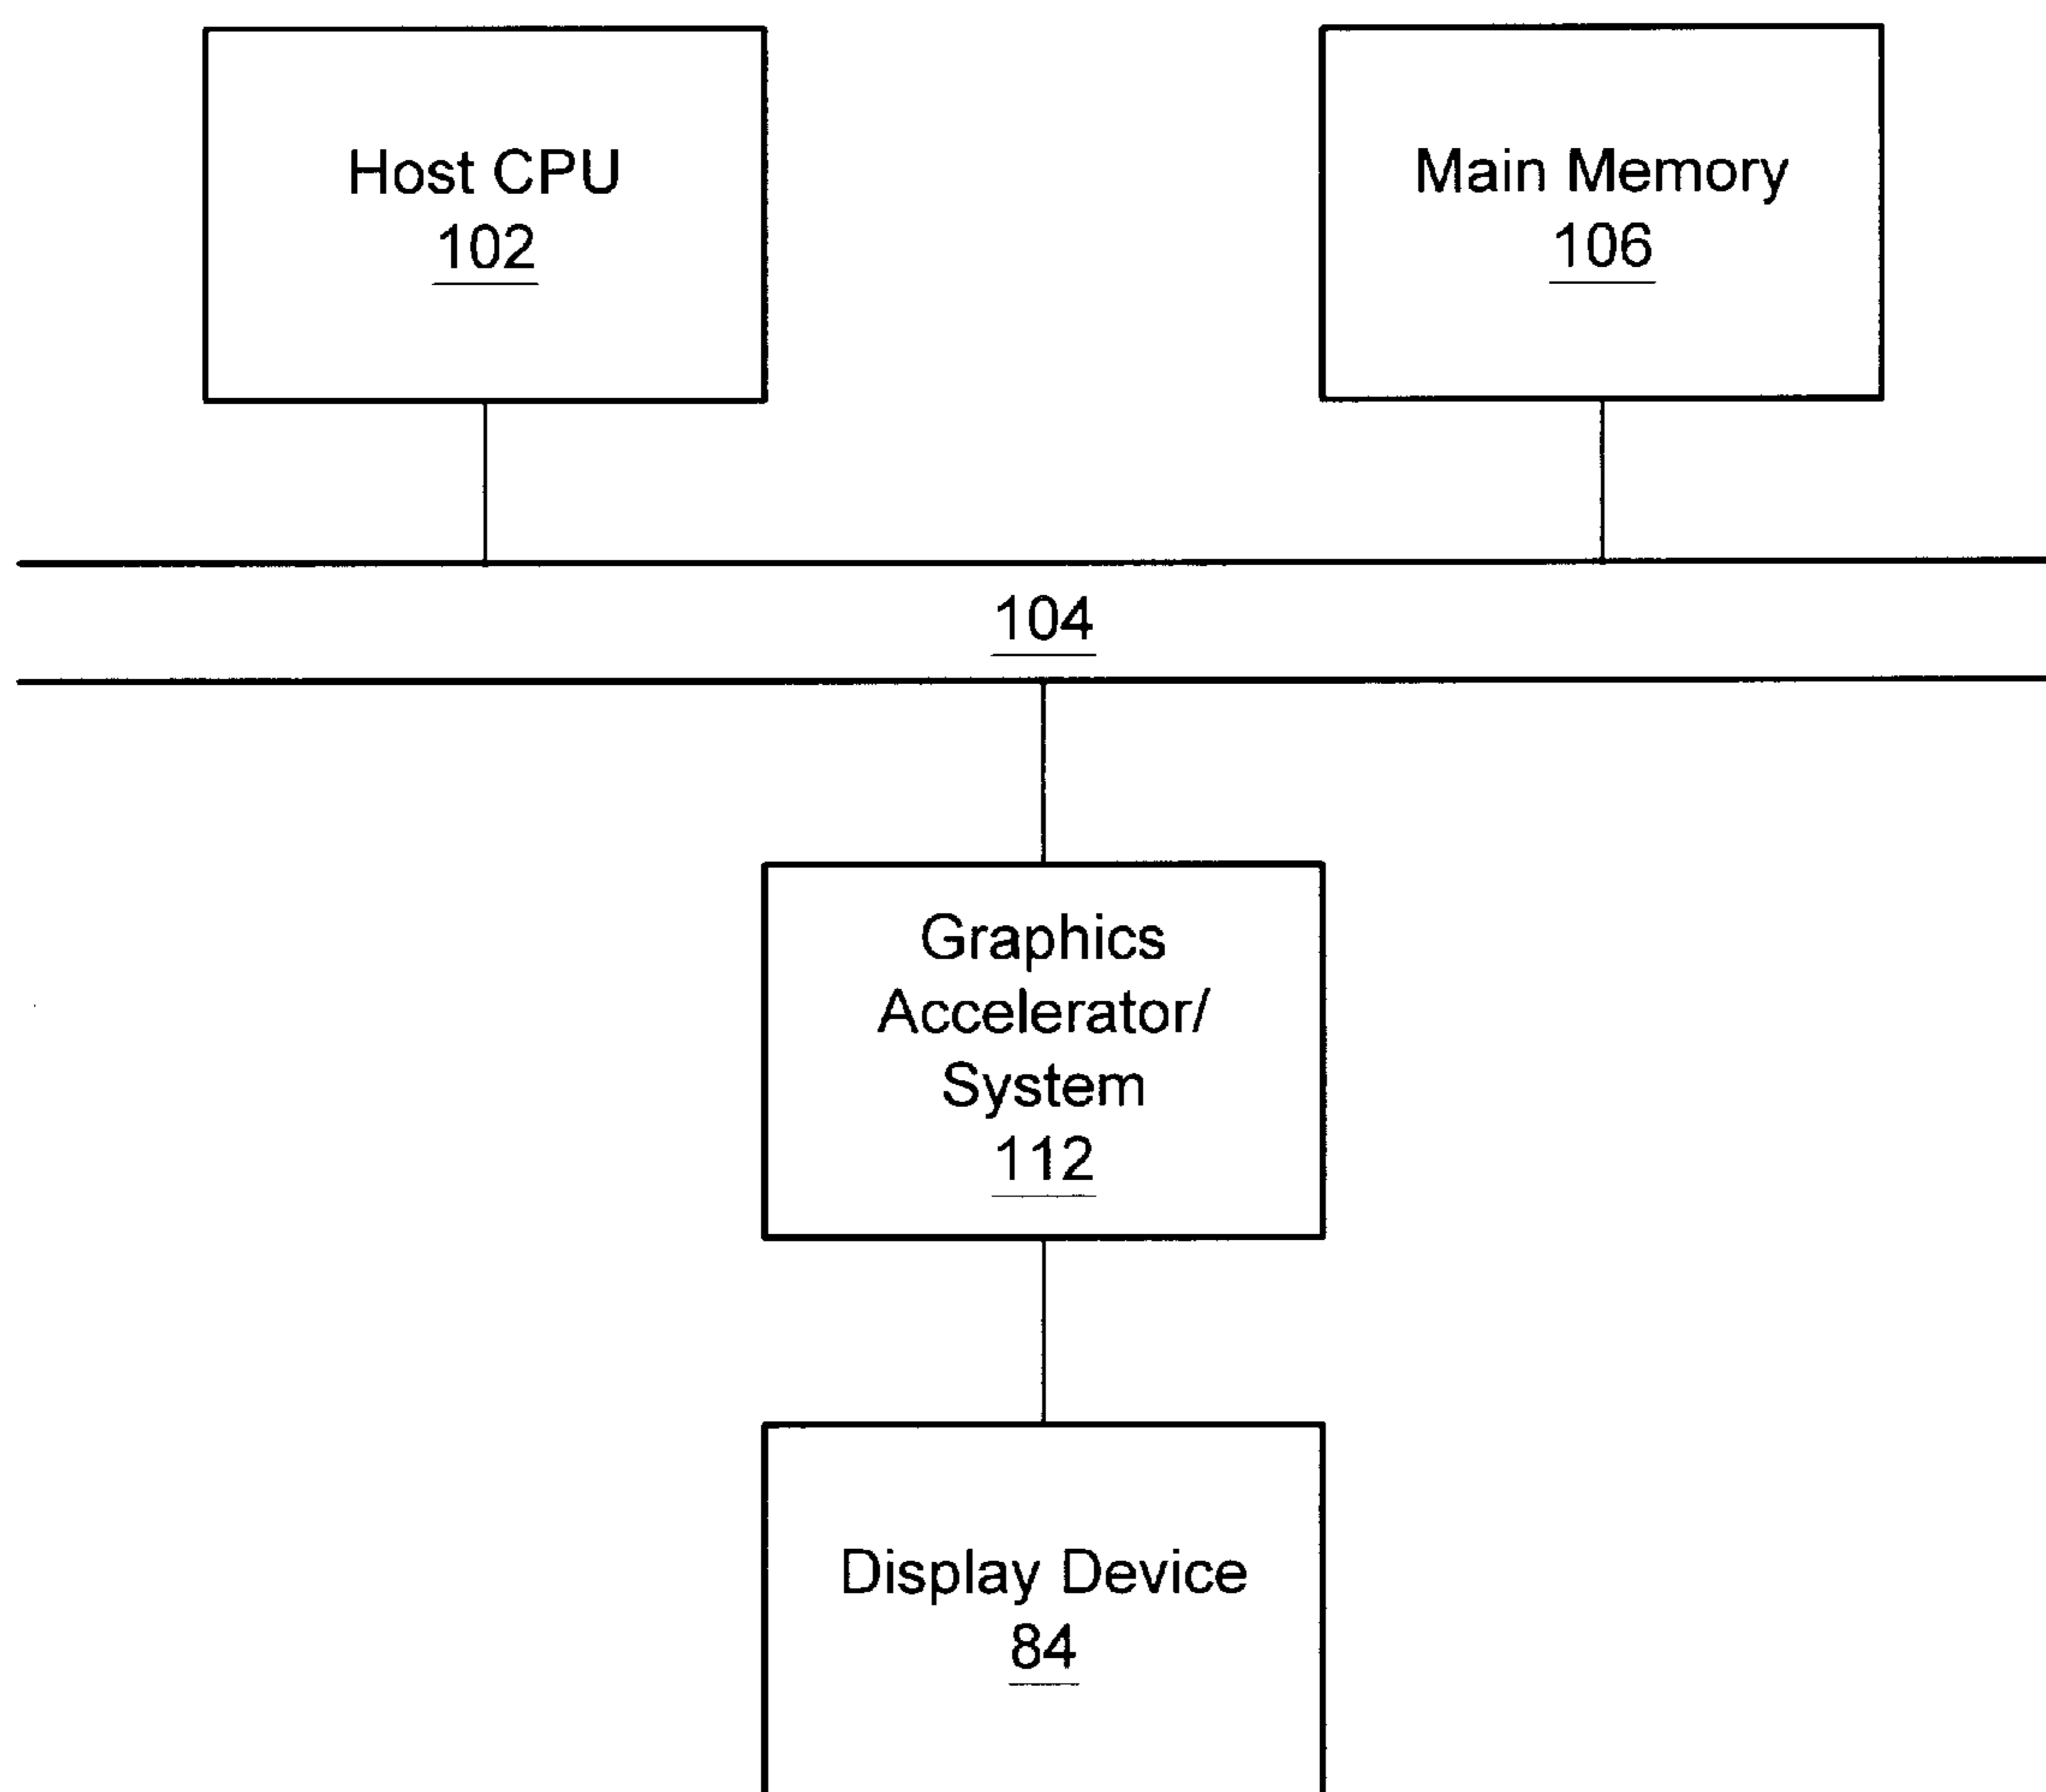 Host CPU
102
Main Memory
106
104
Graphics
Accelerator/
System
112
Display Device
84